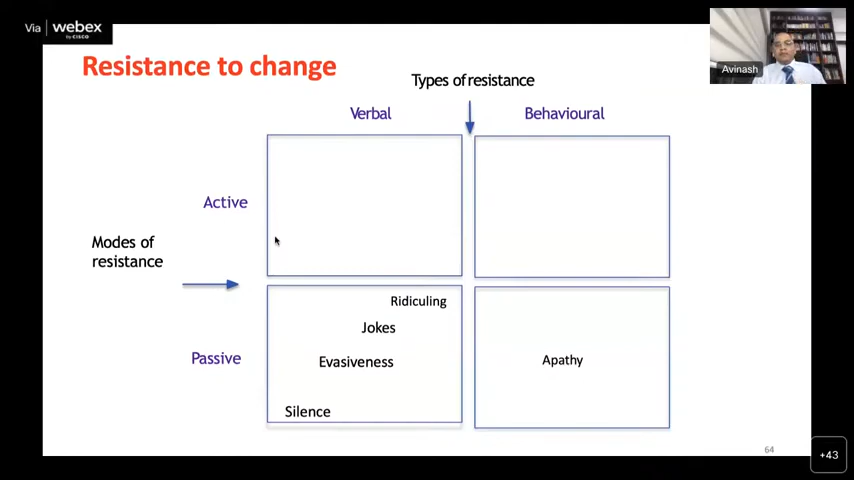 Via webex
by CISCO
Avinash
Resistance to change
Types of resistance
Verbal
Behavioural
Active
Modes of
resistance
Ridiculing
Jokes
Passive
Evasiveness
Apathy
Silence
64
+43